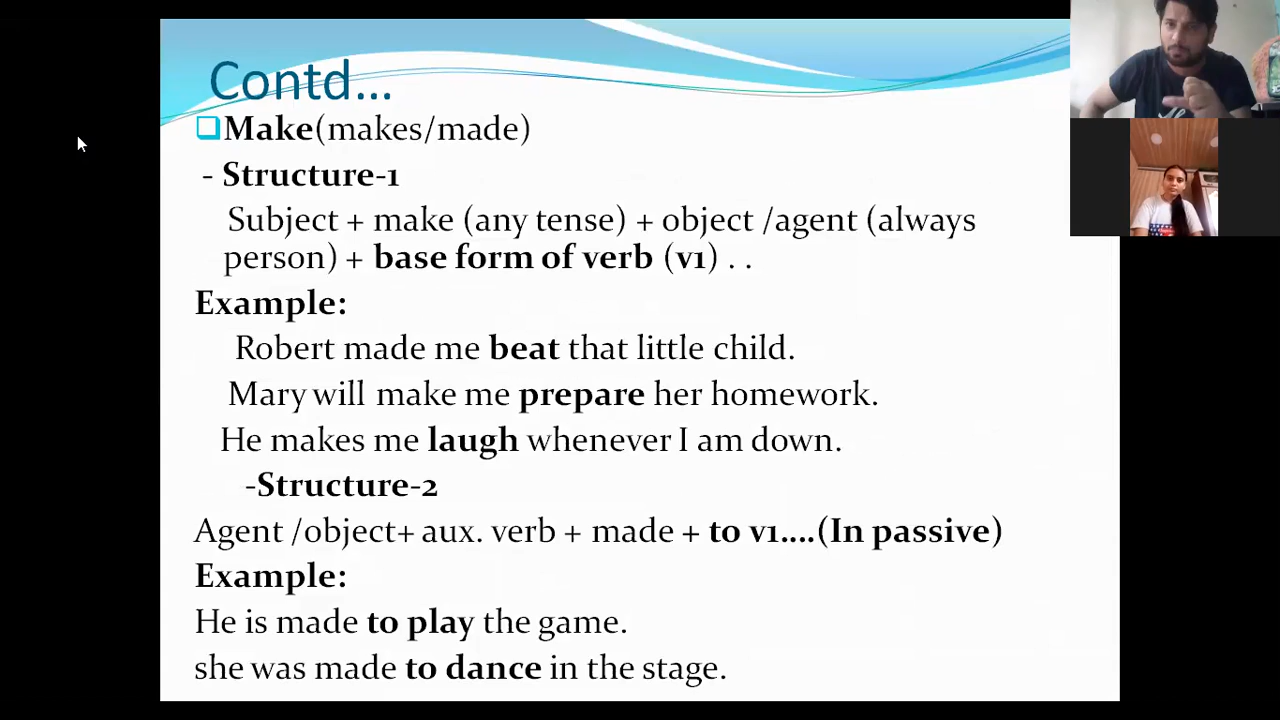 Contd...
Make(makes/made)
- Structure-1
Subject + make (any tense) + object /agent (always
person) + base form of verb (v1) . .
Example:
Robert made me beat that little child.
Mary will make me prepare her homework.
He makes me laugh whenever I am down.
-Structure-2
Agent /object+ aux. verb + made + to v1....(In passive)
Example:
He is made to play the game.
she was made to dance in the stage.